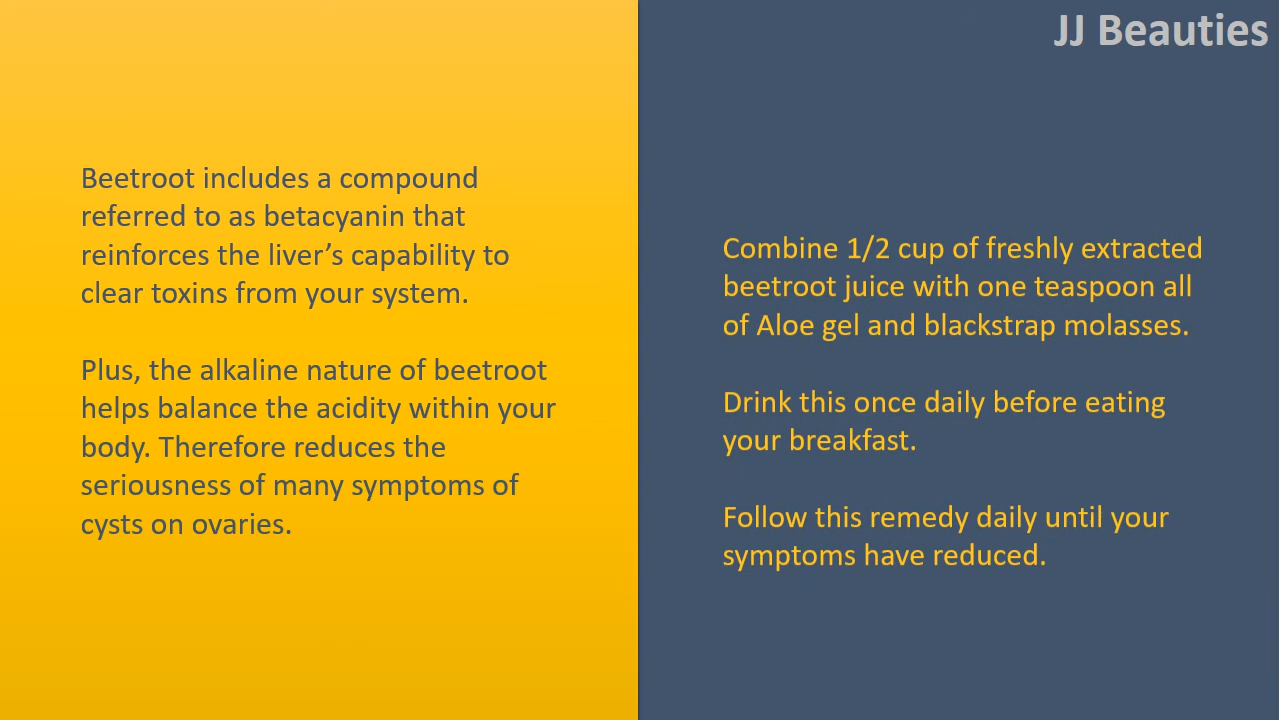 JJ Beauties
Beetroot includes a compound
referred to as betacyanin that
reinforces the liver’s capability to
clear toxins from your system.
Plus, the alkaline nature of beetroot
helps balance the acidity within your
body. Therefore reduces the
seriousness of many symptoms of
cysts on ovaries.
Combine 1/2 cup of freshly extracted
beetroot juice with one teaspoon all
of Aloe gel and blackstrap molasses.
Drink this once daily before eating
your breakfast.
Follow this remedy daily until your
symptoms have reduced.